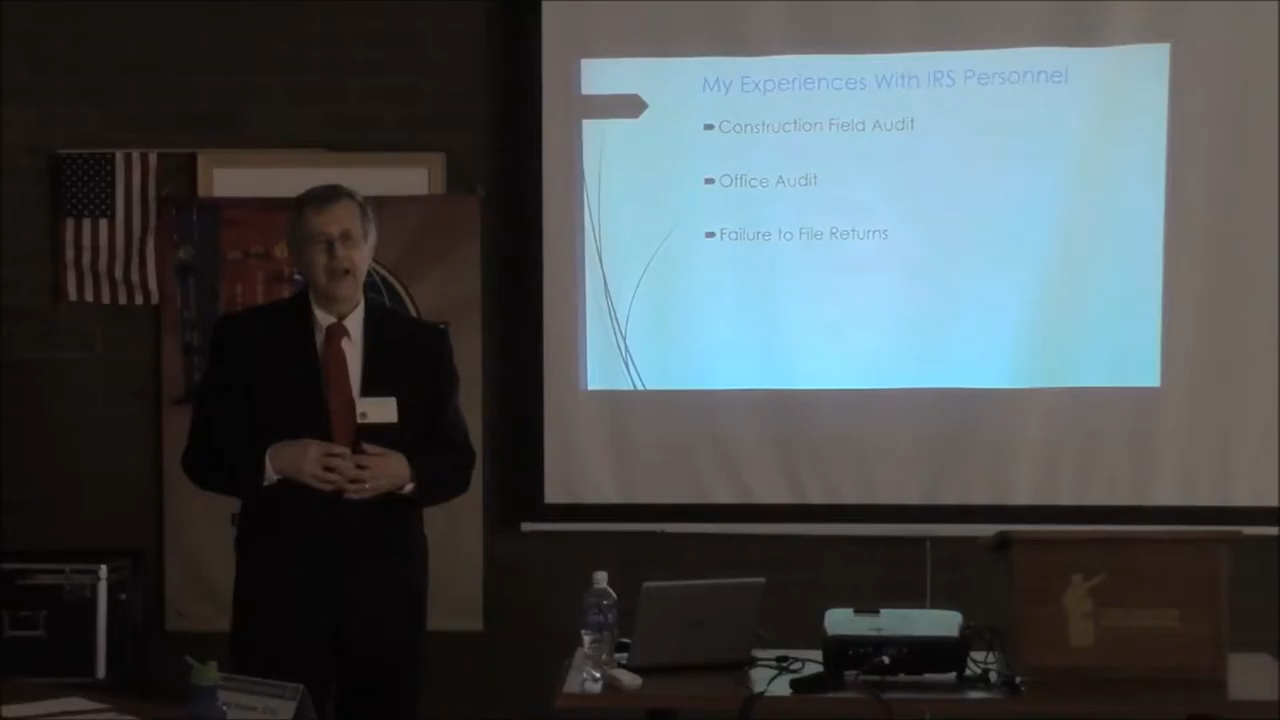 My Experiences With IRS Personnel
Construction Field Audit
Office Audit
Failure to File Returns